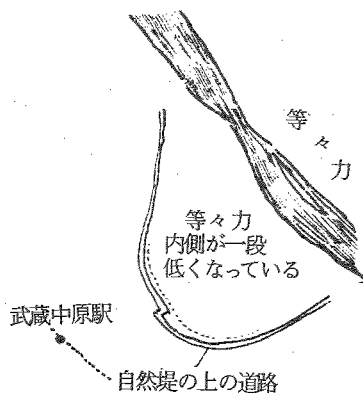 等々力
等々力
内側が一段
低くなっている
武蔵中原駅
自然堤の上の道路